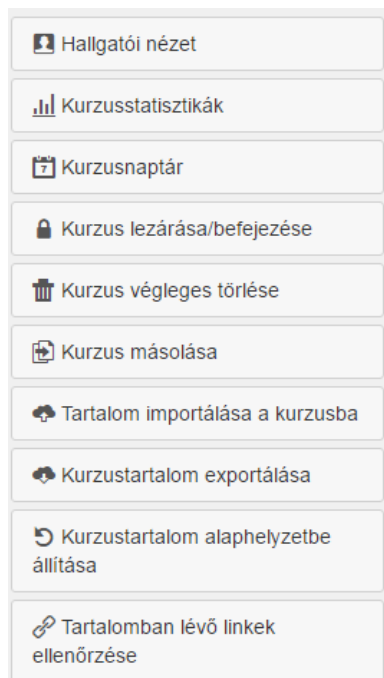 Hallgatói nézet
Kurzusstatisztikák
7 Kurzusnaptár
Kurzus lezárása/befejezése
Kurzus végleges törlése
Kurzus másolása
Tartalom importálása a kurzusba
Kurzustartalom exportálása
Kurzustartalom alaphelyzetbe
állítása
Tartalomban lévő linkek
ellenőrzése